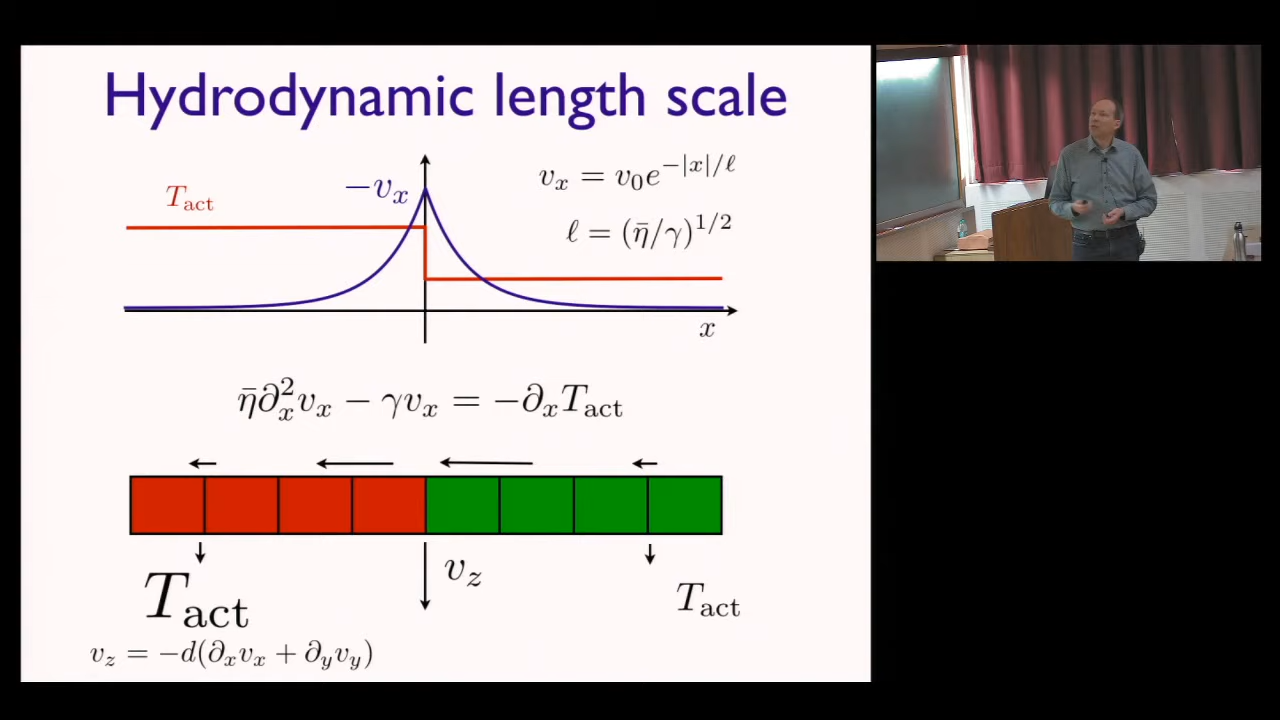 Hydrodynamic length scale
T_act
−v_x
v_x = v_0 e^{−|x|/ℓ}
ℓ = (η̄/γ)^{1/2}
x
η̄∂_x^2 v_x − γv_x = −∂_x T_act
T_act
v_z
T_act
v_z = −d(∂_x v_x + ∂_y v_y)